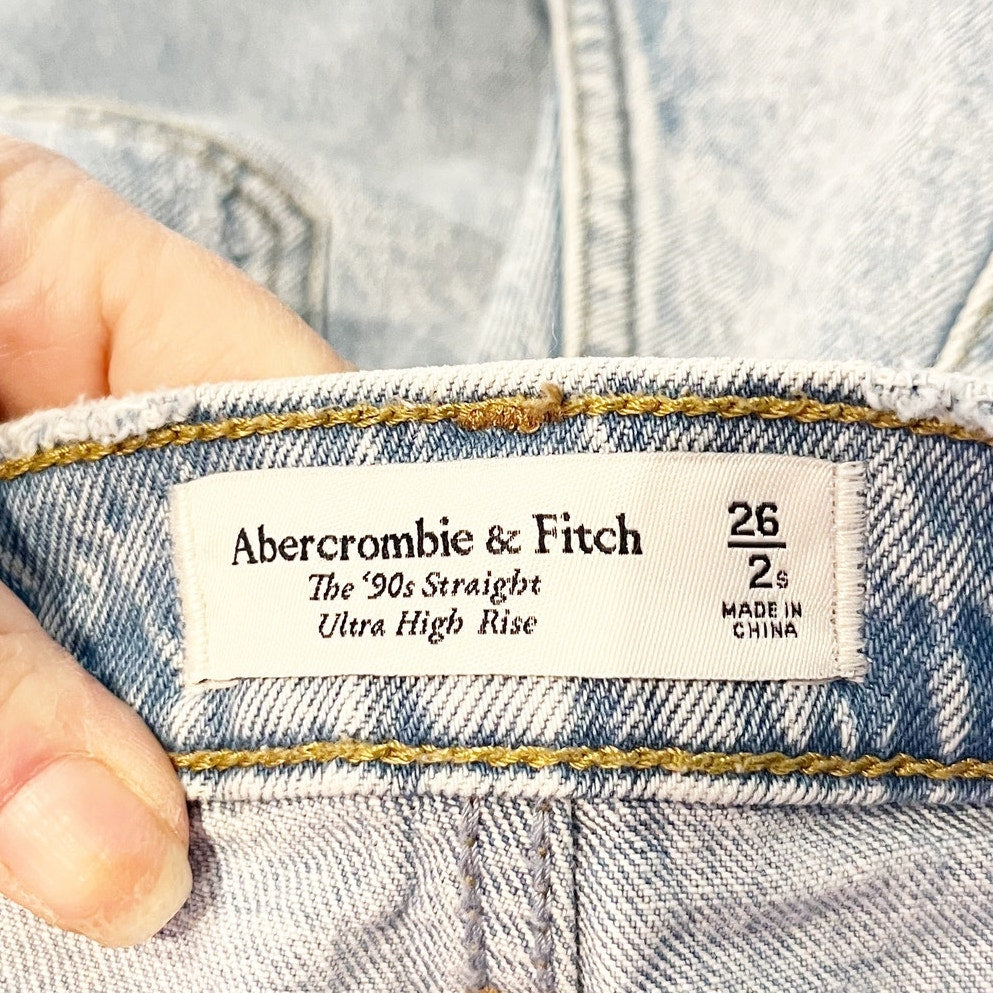 Abercrombie & Fitch
The ‘90s Straight
Ultra High Rise
26
2s
MADE IN
CHINA